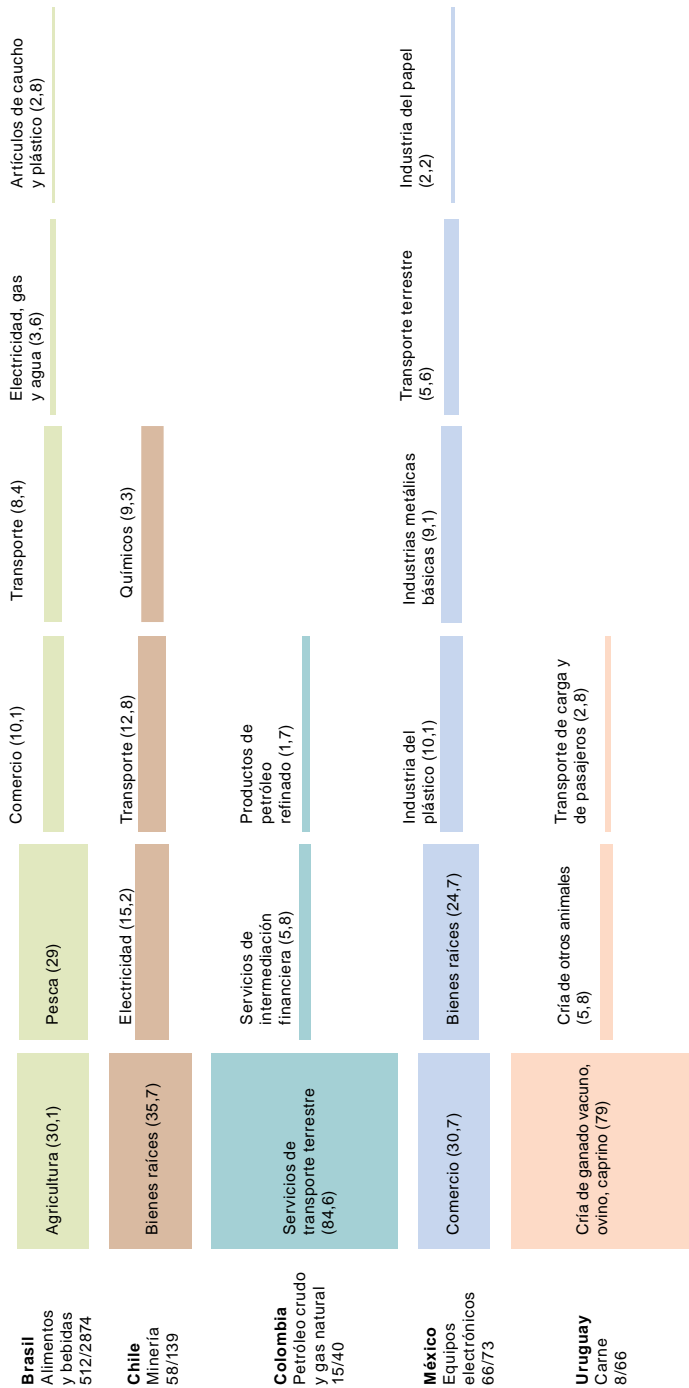 Brasil
Alimentos
y bebidas
512/2874
Agricultura (30,1)
Pesca (29)
Comercio (10,1)
Transporte (8,4)
Electricidad, gas
y agua (3,6)
Artículos de caucho
y plástico (2,8)
Chile
Minería
58/139
Bienes raíces (35,7)
Electricidad (15,2)
Transporte (12,8)
Químicos (9,3)
Colombia
Petróleo crudo
y gas natural
15/40
Servicios de
transporte terrestre
(84,6)
Servicios de
intermediación
financiera (5,8)
Productos de
petróleo
refinado (1,7)
México
Equipos
electrónicos
66/73
Comercio (30,7)
Bienes raíces (24,7)
Industria del
plástico (10,1)
Industrias metálicas
básicas (9,1)
Transporte terrestre
(5,6)
Industria del papel
(2,2)
Uruguay
Carne
8/66
Cría de ganado vacuno,
ovino, caprino (79)
Cría de otros animales
(5,8)
Transporte de carga y
de pasajeros (2,8)